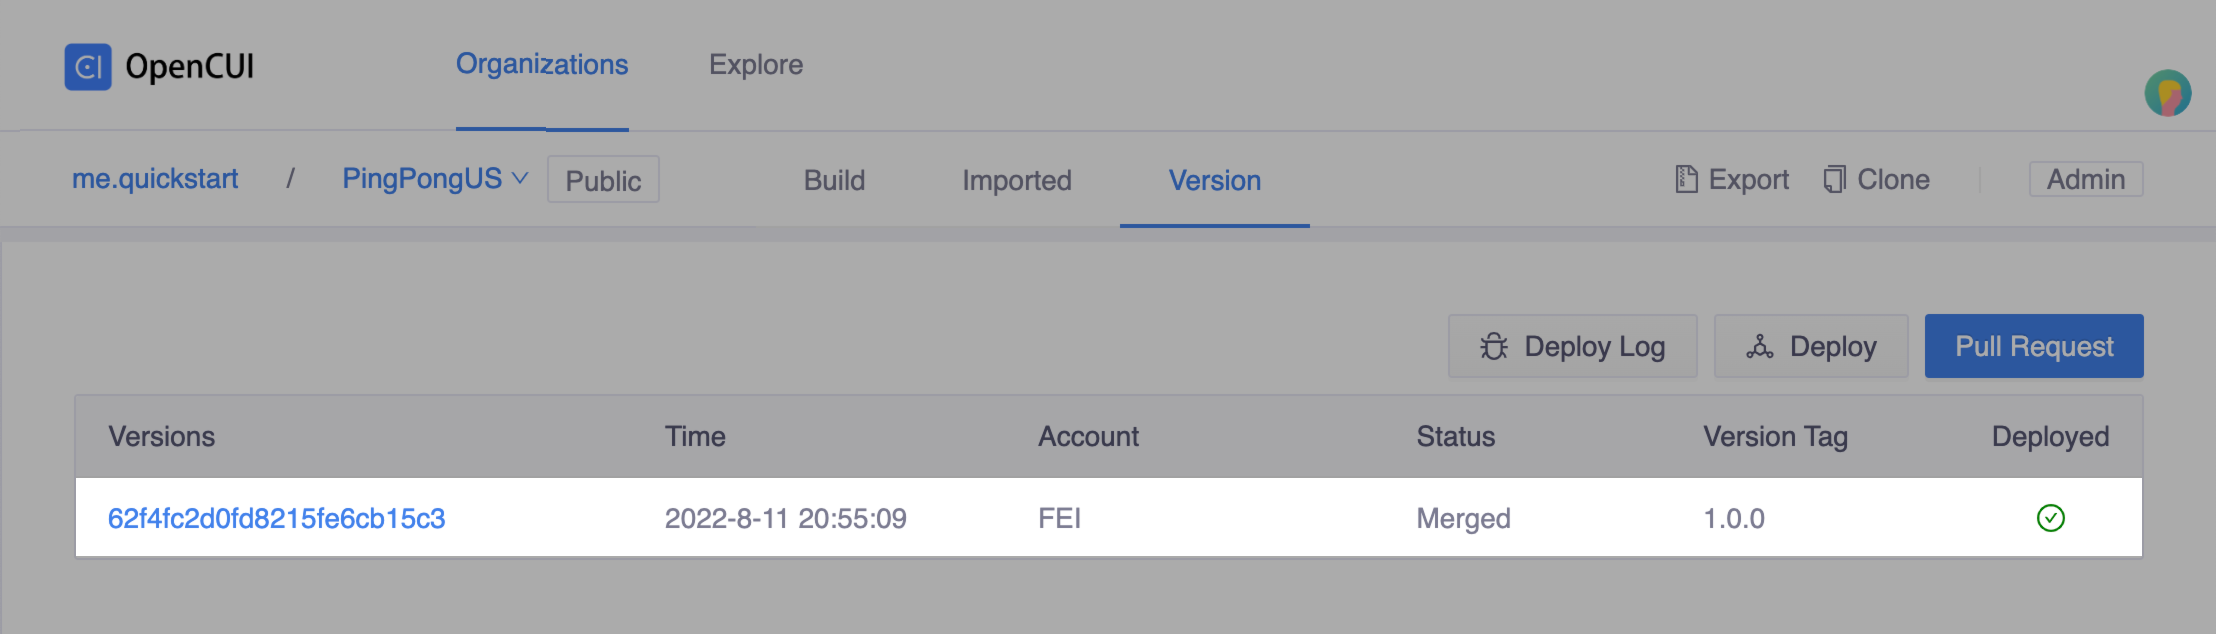 CI OpenCUI Organizations Explore
me.quickstart / PingPongUS Public Build Imported Version Export Clone Admin
Deploy Log Deploy Pull Request
Versions Time Account Status Version Tag Deployed
62f4fc2d0fd8215fe6cb15c3 2022-8-11 20:55:09 FEI Merged 1.0.0